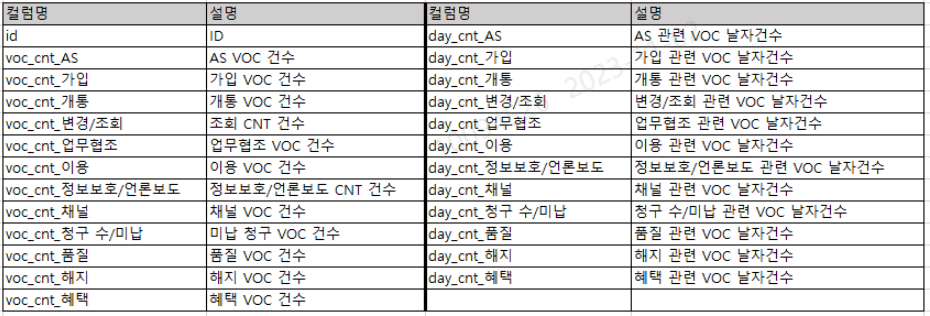 컬럼명 설명 컬럼명 설명
id ID day_cnt_AS AS 관련 VOC 날자건수
voc_cnt_AS AS VOC 건수 day_cnt_가입 가입 관련 VOC 날자건수
voc_cnt_가입 가입 VOC 건수 day_cnt_개통 개통 관련 VOC 날자건수
voc_cnt_개통 개통 VOC 건수 day_cnt_변경/조회 변경/조회 관련 VOC 날자건수
voc_cnt_변경/조회 조회 CNT 건수 day_cnt_업무협조 업무협조 관련 VOC 날자건수
voc_cnt_업무협조 업무협조 VOC 건수 day_cnt_이용 이용 관련 VOC 날자건수
voc_cnt_이용 이용 VOC 건수 day_cnt_정보보호/언론보도 정보보호/언론보도 관련 VOC 날자건수
voc_cnt_정보보호/언론보도 정보보호/언론보도 CNT 건수 day_cnt_채널 채널 관련 VOC 날자건수
voc_cnt_채널 채널 VOC 건수 day_cnt_청구 수/미납 청구 수/미납 관련 VOC 날자건수
voc_cnt_청구 수/미납 미납 청구 VOC 건수 day_cnt_품질 품질 관련 VOC 날자건수
voc_cnt_품질 품질 VOC 건수 day_cnt_해지 해지 관련 VOC 날자건수
voc_cnt_해지 해지 VOC 건수 day_cnt_혜택 혜택 관련 VOC 날자건수
voc_cnt_혜택 혜택 VOC 건수